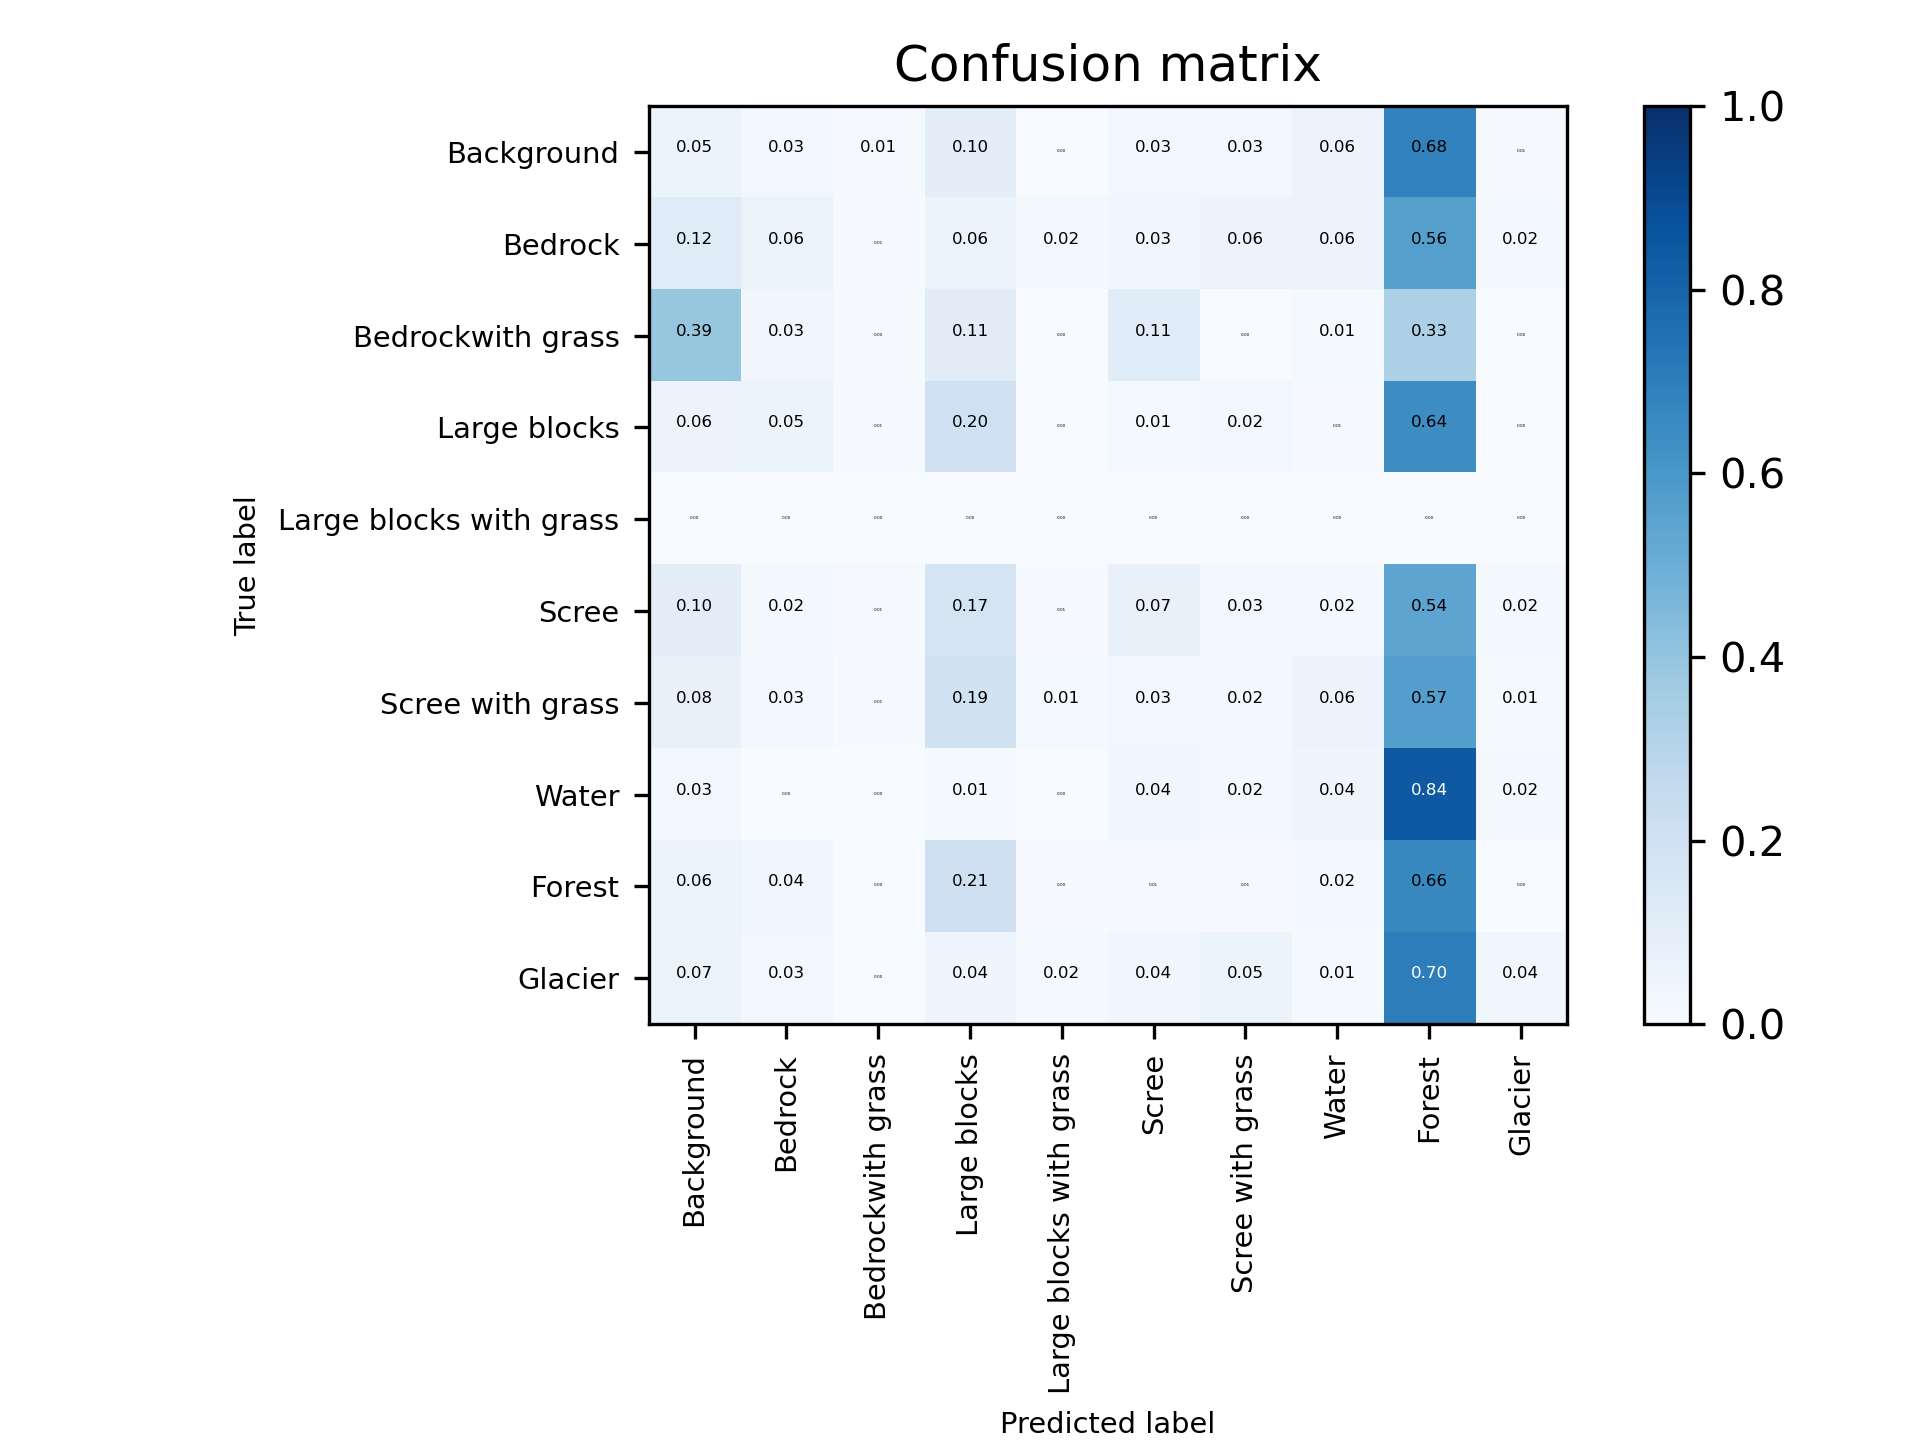 Confusion matrix
Background 0.05 0.03 0.01 0.10 0.03 0.03 0.06 0.68
Bedrock 0.12 0.06 0.06 0.02 0.03 0.06 0.06 0.56 0.02
Bedrockwith grass 0.39 0.03 0.11 0.11 0.01 0.33
Large blocks 0.06 0.05 0.20 0.01 0.02 0.64
Large blocks with grass
Scree 0.10 0.02 0.17 0.07 0.03 0.02 0.54 0.02
Scree with grass 0.08 0.03 0.19 0.01 0.03 0.02 0.06 0.57 0.01
Water 0.03 0.01 0.04 0.02 0.04 0.84 0.02
Forest 0.06 0.04 0.21 0.02 0.66
Glacier 0.07 0.03 0.04 0.02 0.04 0.05 0.01 0.70 0.04
True label
Background
Bedrock
Bedrockwith grass
Large blocks
Large blocks with grass
Scree
Scree with grass
Water
Forest
Glacier
Predicted label
1.0
0.8
0.6
0.4
0.2
0.0